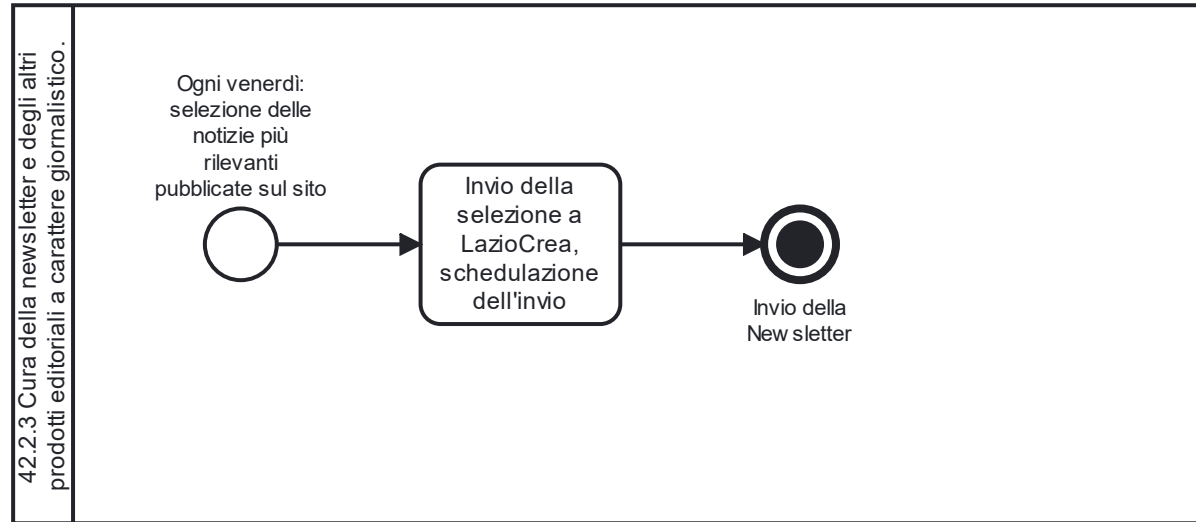 42.2.3 Cura della newsletter e degli altri
prodotti editoriali a carattere giornalistico.
Ogni venerdì:
selezione delle
notizie più
rilevanti
pubblicate sul sito
Invio della
selezione a
LazioCrea,
schedulazione
dell'invio
Invio della
New sletter